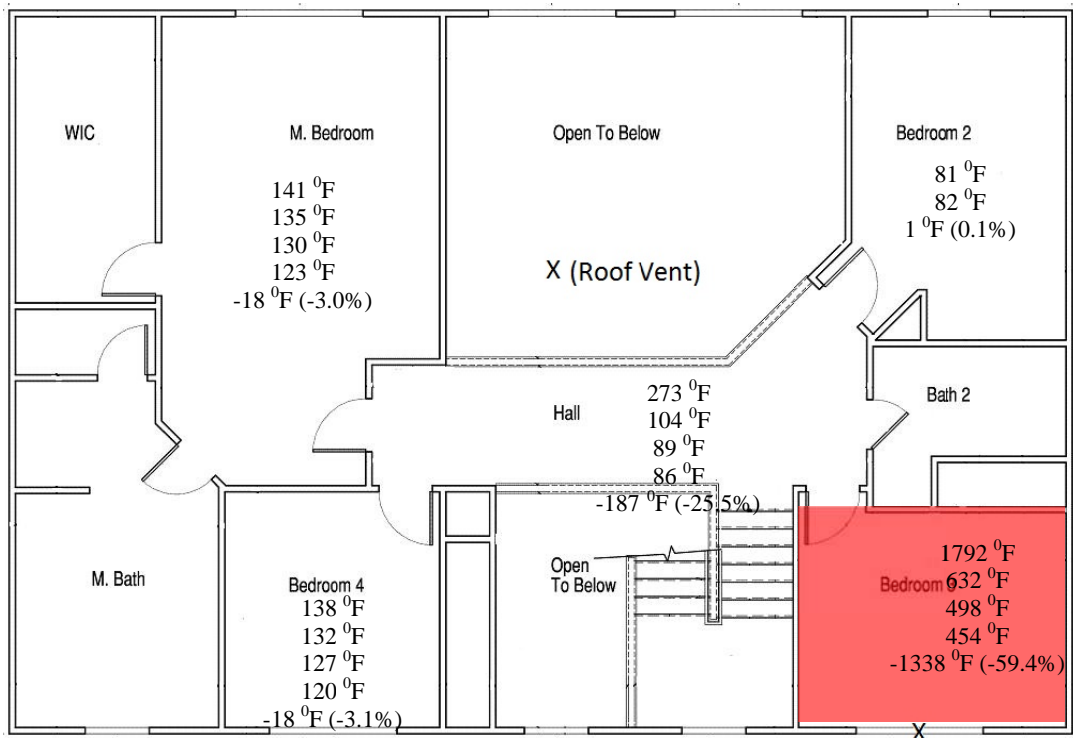 WIC
M. Bedroom
141 ⁰F
135 ⁰F
130 ⁰F
123 ⁰F
-18 ⁰F (-3.0%)
Open To Below
X (Roof Vent)
Bedroom 2
81 ⁰F
82 ⁰F
1 ⁰F (0.1%)
Hall
273 ⁰F
104 ⁰F
89 ⁰F
86 ⁰F
-187 ⁰F (-25.5%)
Bath 2
M. Bath
Bedroom 4
138 ⁰F
132 ⁰F
127 ⁰F
120 ⁰F
-18 ⁰F (-3.1%)
Open
To Below
Bedroom
1792 ⁰F
632 ⁰F
498 ⁰F
454 ⁰F
-1338 ⁰F (-59.4%)
X